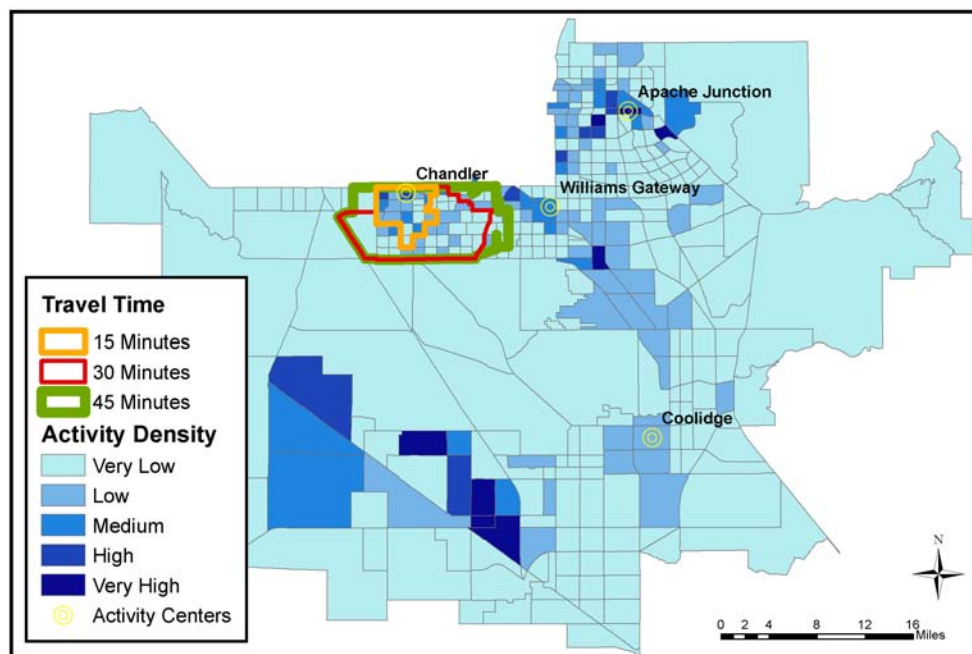 Apache Junction
Chandler
Williams Gateway
Coolidge
Travel Time
15 Minutes
30 Minutes
45 Minutes
Activity Density
Very Low
Low
Medium
High
Very High
Activity Centers
N
0 2 4 8 12 16
Miles